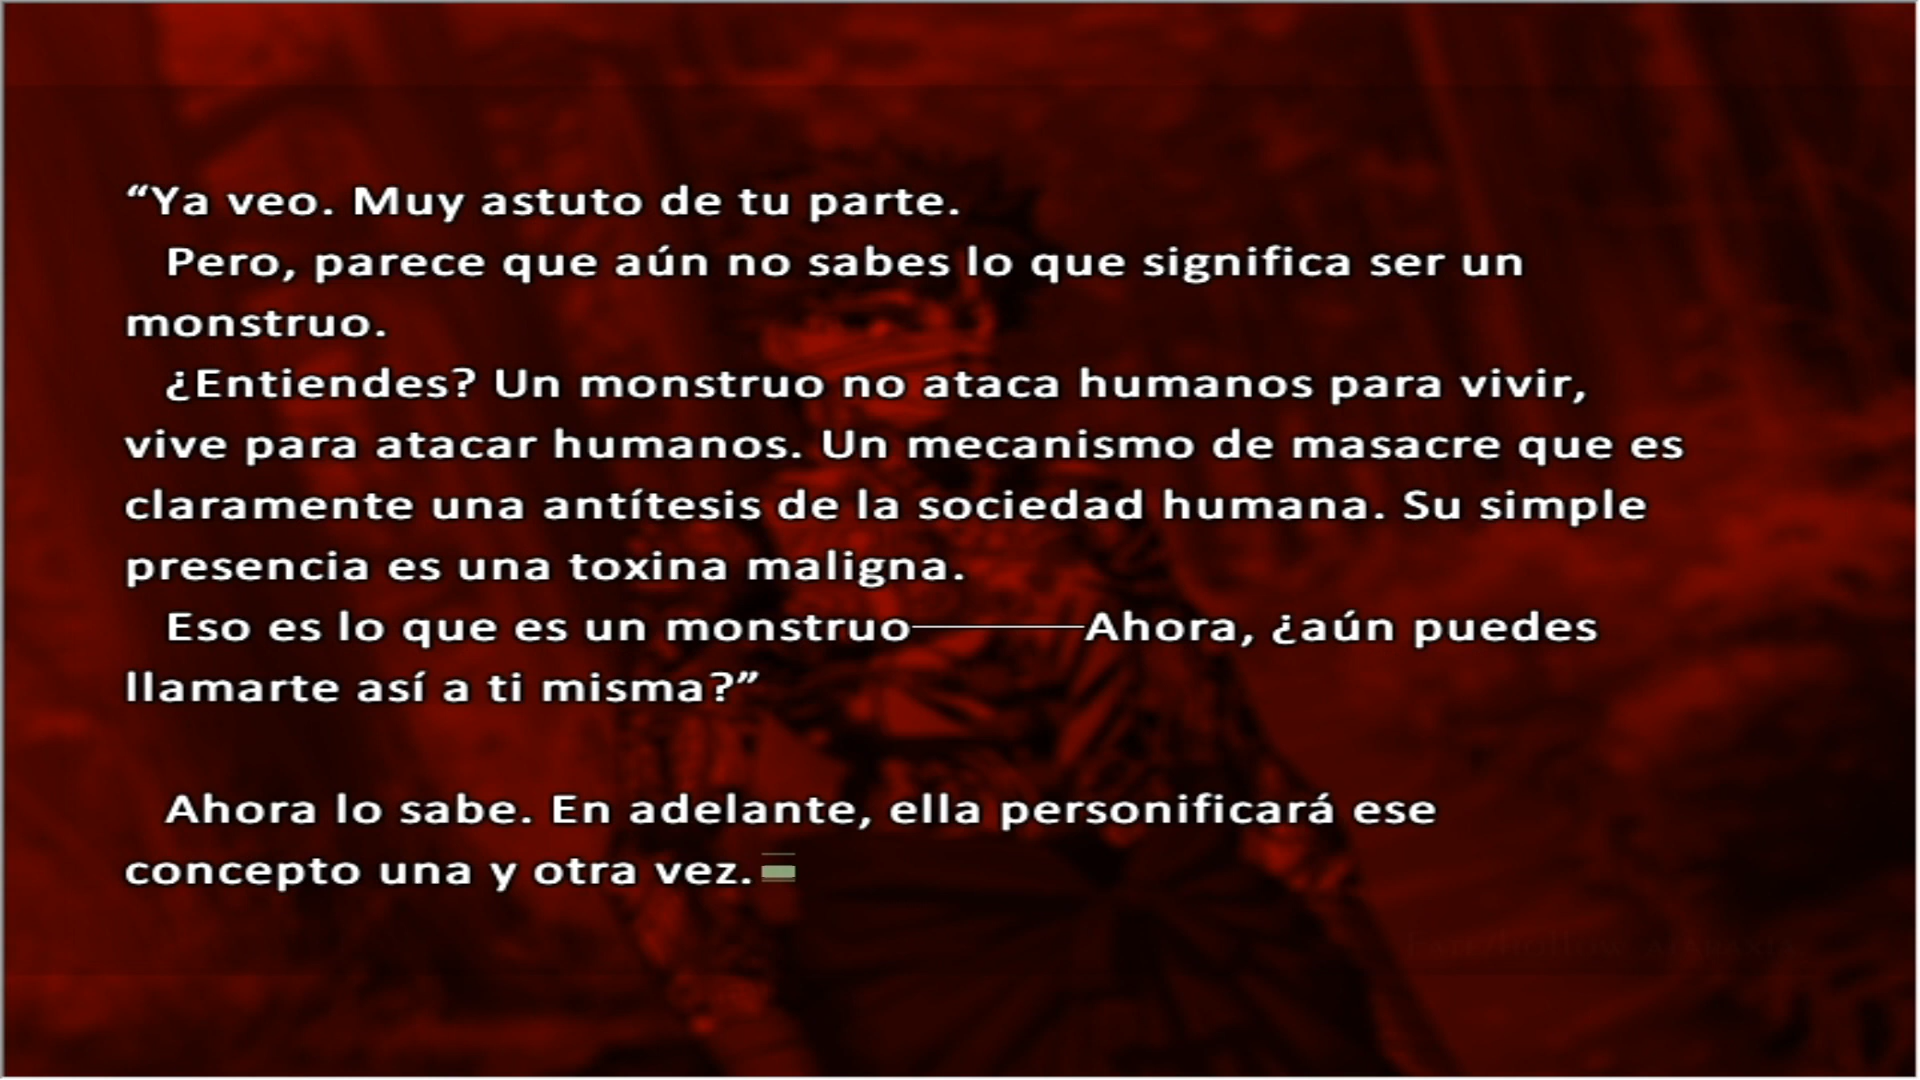 “Ya veo. Muy astuto de tu parte.
Pero, parece que aún no sabes lo que significa ser un
monstruo.
¿Entiendes? Un monstruo no ataca humanos para vivir,
vive para atacar humanos. Un mecanismo de masacre que es
claramente una antítesis de la sociedad humana. Su simple
presencia es una toxina maligna.
Eso es lo que es un monstruo————Ahora, ¿aún puedes
llamarte así a ti misma?”
Ahora lo sabe. En adelante, ella personificará ese
concepto una y otra vez.